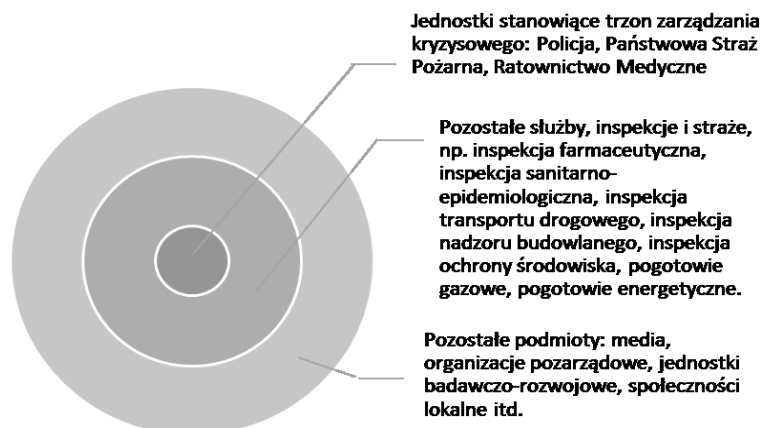 Jednostki stanowiące trzon zarządzania
kryzysowego: Policja, Państwowa Straż
Pożarna, Ratownictwo Medyczne
Pozostałe służby, inspekcje i straże,
np. inspekcja farmaceutyczna,
inspekcja sanitarno-
epidemiologiczna, inspekcja
transportu drogowego, inspekcja
nadzoru budowlanego, inspekcja
ochrony środowiska, pogotowie
gazowe, pogotowie energetyczne.
Pozostałe podmioty: media,
organizacje pozarządowe, jednostki
badawczo-rozwojowe, społeczności
lokalne itd.